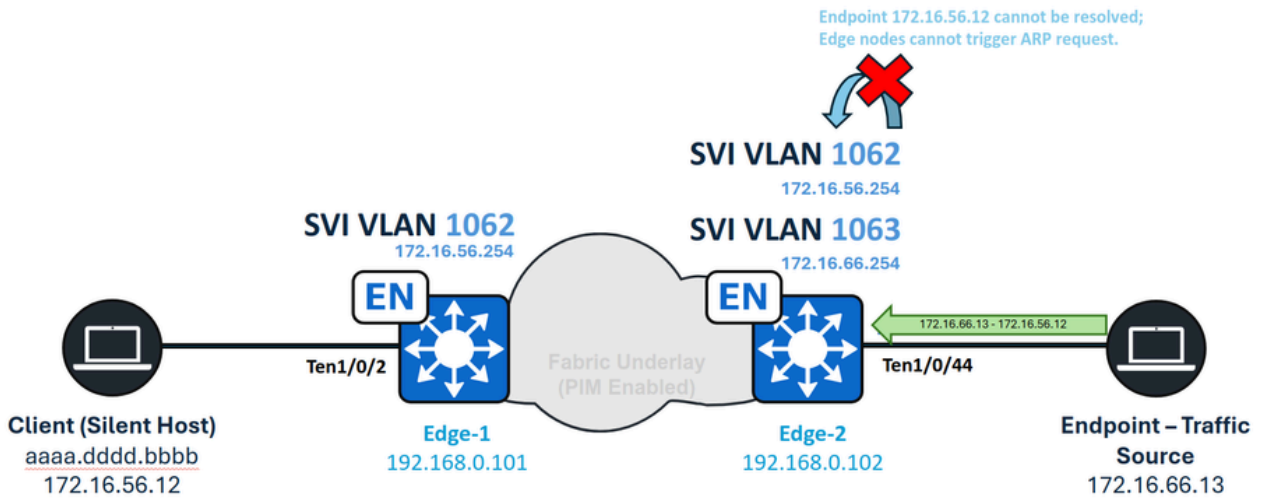 Endpoint 172.16.56.12 cannot be resolved;
Edge nodes cannot trigger ARP request.
SVI VLAN 1062
172.16.56.254
SVI VLAN 1063
172.16.66.254
SVI VLAN 1062
172.16.56.254
EN
EN
172.16.66.13 - 172.16.56.12
Ten1/0/2
Fabric Underlay
(PIM Enabled)
Ten1/0/44
Client (Silent Host)
aaaa.dddd.bbbb
172.16.56.12
Edge-1
192.168.0.101
Edge-2
192.168.0.102
Endpoint – Traffic
Source
172.16.66.13